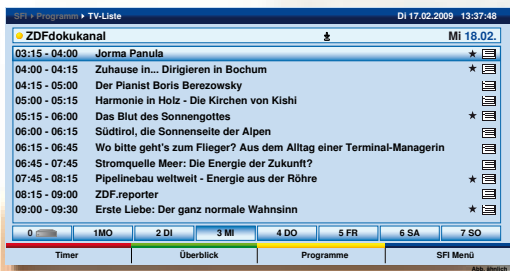 SFI › Programm › TV-Liste Di 17.02.2009 13:37:48
ZDFdokukanal Mi 18.02.
03:15 - 04:00 Jorma Panula
04:00 - 04:15 Zuhause in... Dirigieren in Bochum
04:15 - 05:00 Der Pianist Boris Berezowsky
05:00 - 05:15 Harmonie in Holz - Die Kirchen von Kishi
05:15 - 06:00 Das Blut des Sonnengottes
06:00 - 06:15 Südtirol, die Sonnenseite der Alpen
06:15 - 06:45 Wo bitte geht's zum Flieger? Aus dem Alltag einer Terminal-Managerin
06:45 - 07:45 Stromquelle Meer: Die Energie der Zukunft?
07:45 - 08:15 Pipelinebau weltweit - Energie aus der Röhre
08:15 - 09:00 ZDF.reporter
09:00 - 09:30 Erste Liebe: Der ganz normale Wahnsinn
0 1MO 2 DI 3 MI 4 DO 5 FR 6 SA 7 SO
Timer Überblick Programme SFI Menü
Abb. ähnlich